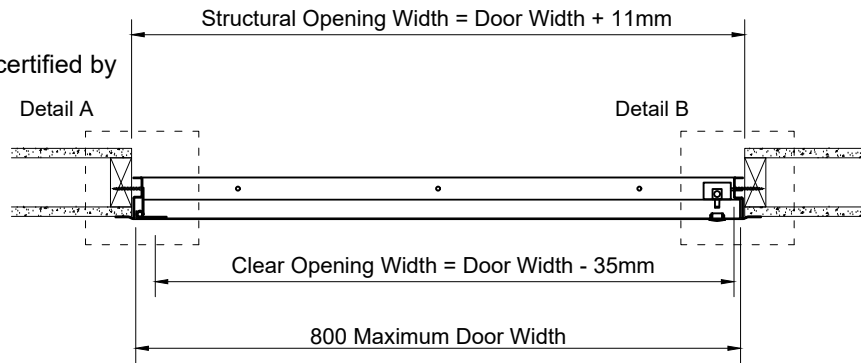 Structural Opening Width = Door Width + 11mm
certified by
Detail A
Detail B
Clear Opening Width = Door Width - 35mm
800 Maximum Door Width